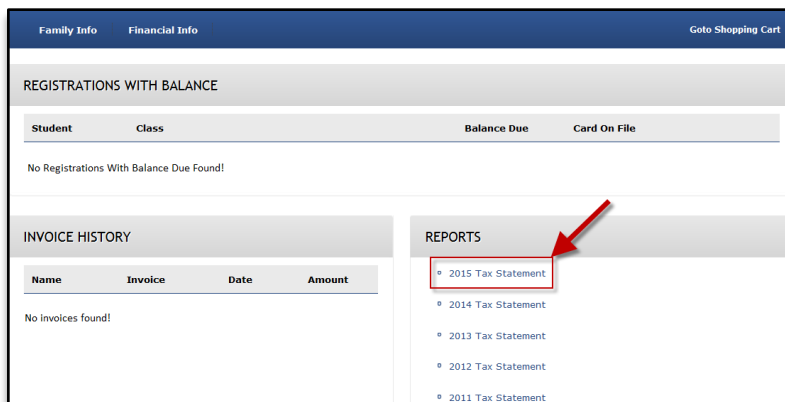 Family Info Financial Info Goto Shopping Cart
REGISTRATIONS WITH BALANCE
Student Class Balance Due Card On File
No Registrations With Balance Due Found!
INVOICE HISTORY
Name Invoice Date Amount
No invoices found!
REPORTS
2015 Tax Statement
2014 Tax Statement
2013 Tax Statement
2012 Tax Statement
2011 Tax Statement